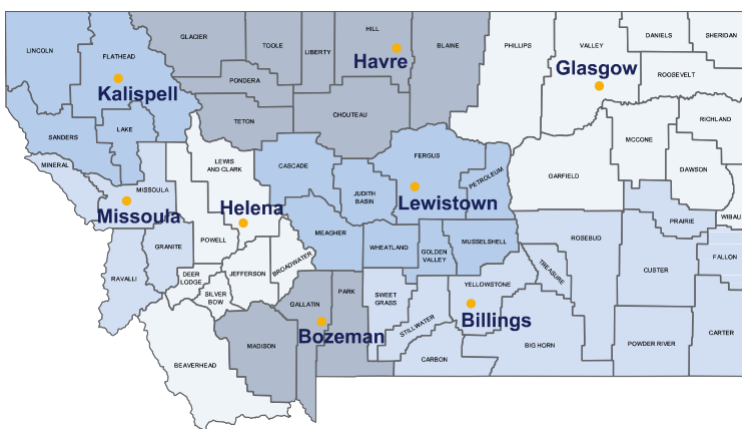 LINCOLN
FLATHEAD
GLACIER
TOOLE
LIBERTY
HILL
BLAINE
PHILLIPS
VALLEY
DANIELS
SHERIDAN
Kalispell
Havre
Glasgow
ROOSEVELT
PONDERA
TETON
CHOUTEAU
RICHLAND
SANDERS
LAKE
MCCONE
MINERAL
MISSOULA
LEWIS
AND CLARK
CASCADE
FERGUS
PETROLEUM
GARFIELD
DAWSON
JUDITH
BASIN
Missoula
Helena
Lewistown
PRAIRIE
WIBAU
GRANITE
POWELL
BROADWATER
MEAGHER
WHEATLAND
GOLDEN
VALLEY
MUSSELSHELL
ROSEBUD
FALLON
RAVALLI
DEER
LODGE
JEFFERSON
TREASURE
CUSTER
SILVER
BOW
GALLATIN
PARK
SWEET
GRASS
YELLOWSTONE
Bozeman
Billings
STILLWATER
MADISON
CARBON
BIG HORN
POWDER RIVER
CARTER
BEAVERHEAD